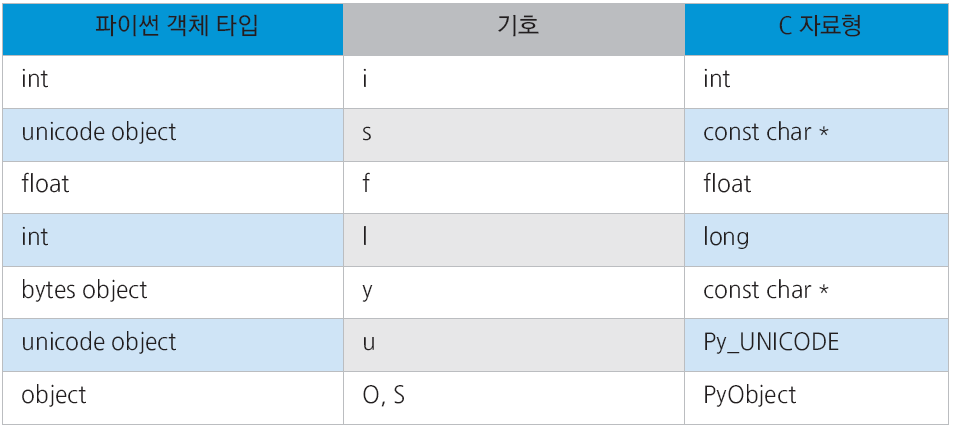 파이썬 객체 타입 기호 C 자료형
int i int
unicode object s const char *
float f float
int l long
bytes object y const char *
unicode object u Py_UNICODE
object O, S PyObject